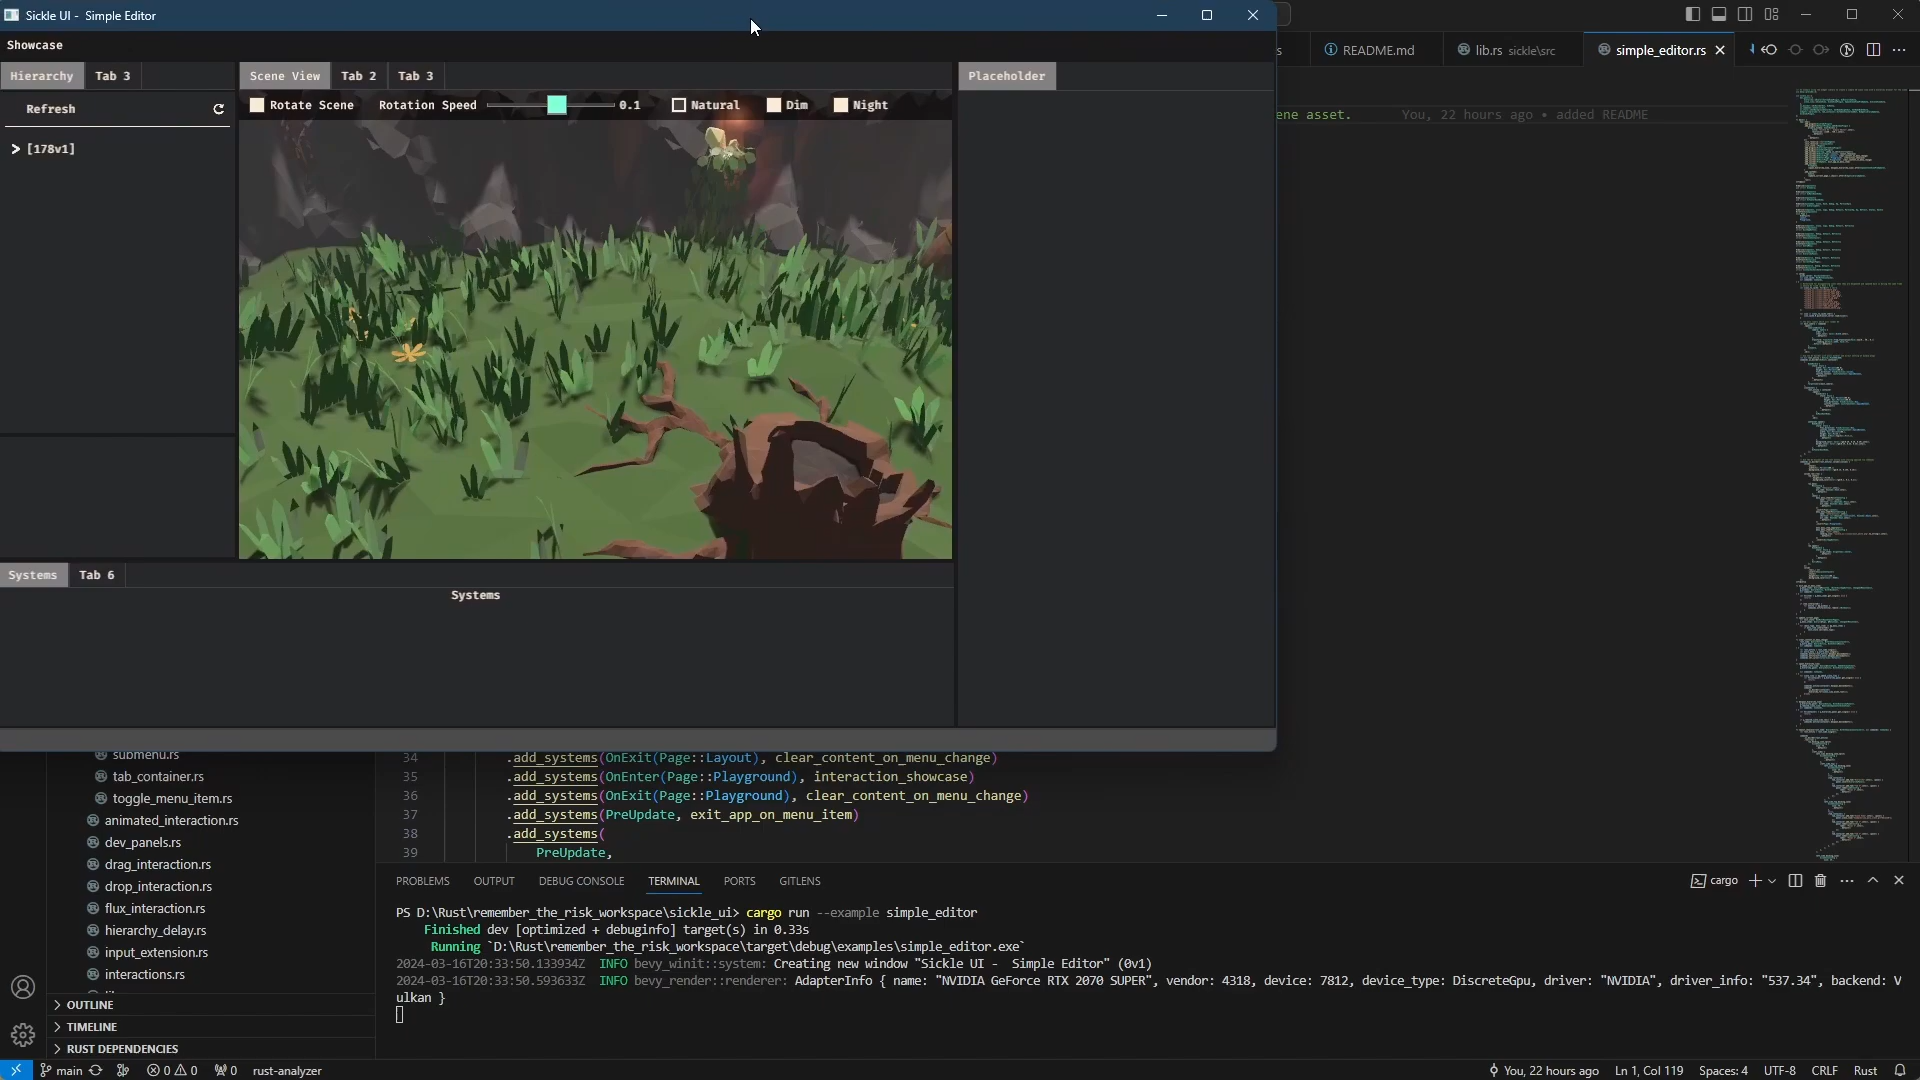 Sickle UI -  Simple Editor
Showcase
Hierarchy
Tab 3
Scene View
Tab 2
Tab 3
Placeholder
Refresh
Rotate Scene
Rotation Speed
0.1
Natural
Dim
Night
[178v1]
Systems
Tab 6
Systems
README.md
lib.rs sickle\src
simple_editor.rs
ene asset.
You, 22 hours ago • added README
submenu.rs
tab_container.rs
toggle_menu_item.rs
animated_interaction.rs
dev_panels.rs
drag_interaction.rs
drop_interaction.rs
flux_interaction.rs
hierarchy_delay.rs
input_extension.rs
interactions.rs
OUTLINE
TIMELINE
RUST DEPENDENCIES
34 .add_systems(OnExit(Page::Layout), clear_content_on_menu_change)
35 .add_systems(OnEnter(Page::Playground), interaction_showcase)
36 .add_systems(OnExit(Page::Playground), clear_content_on_menu_change)
37 .add_systems(PreUpdate, exit_app_on_menu_item)
38 .add_systems(
39 PreUpdate,
PROBLEMS OUTPUT DEBUG CONSOLE TERMINAL PORTS GITLENS
cargo
PS D:\Rust\remember_the_risk_workspace\sickle_ui> cargo run --example simple_editor
Finished dev [optimized + debuginfo] target(s) in 0.33s
Running `D:\Rust\remember_the_risk_workspace\target\debug\examples\simple_editor.exe`
2024-03-16T20:33:50.133934Z  INFO bevy_winit::system: Creating new window "Sickle UI -  Simple Editor" (0v1)
2024-03-16T20:33:50.593633Z  INFO bevy_render::renderer: AdapterInfo { name: "NVIDIA GeForce RTX 2070 SUPER", vendor: 4318, device: 7812, device_type: DiscreteGpu, driver: "NVIDIA", driver_info: "537.34", backend: V
ulkan }
main 0 0 0 rust-analyzer
You, 22 hours ago Ln 1, Col 119 Spaces: 4 UTF-8 CRLF Rust